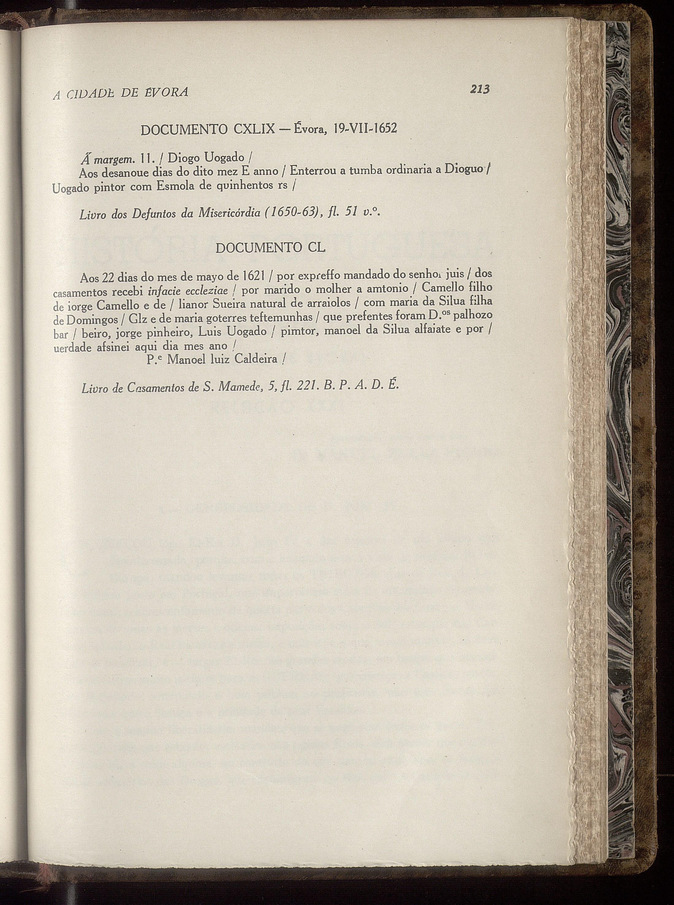 A CIDADE DE ÉVORA 213
DOCUMENTO CXLIX — Évora, 19-VII-1652
Á margem. 11. / Diogo Uogado /
Aos desanoue dias do dito mez E anno / Enterrou a tumba ordinaria a Dioguo /
Uogado pintor com Esmola de quinhentos rs /
Livro dos Defuntos da Misericórdia (1650-63), fl. 51 v.º.
DOCUMENTO CL
Aos 22 dias do mes de mayo de 1621 / por expreffo mandado do senhor juis / dos
casamentos recebi infacie eccleziae / por marido o molher a amtonio / Camello filho
de iorge Camello e de / lianor Sueira natural de arraiolos / com maria da Silua filha
de Domingos / Glz e de maria goterres teftemunhas / que prefentes foram D.os palhozo
bar / beiro, jorge pinheiro, Luis Uogado / pimtor, manoel da Silua alfaiate e por /
uerdade afsinei aqui dia mes ano /
P.e Manoel luiz Caldeira /
Livro de Casamentos de S. Mamede, 5, fl. 221. B. P. A. D. É.